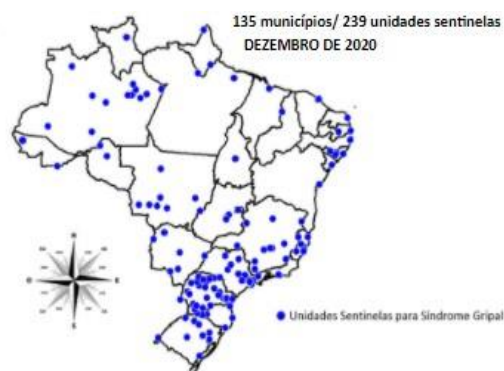 135 municípios/ 239 unidades sentinelas
DEZEMBRO DE 2020
N
O
E
S
Unidades Sentinelas para Síndrome Gripal